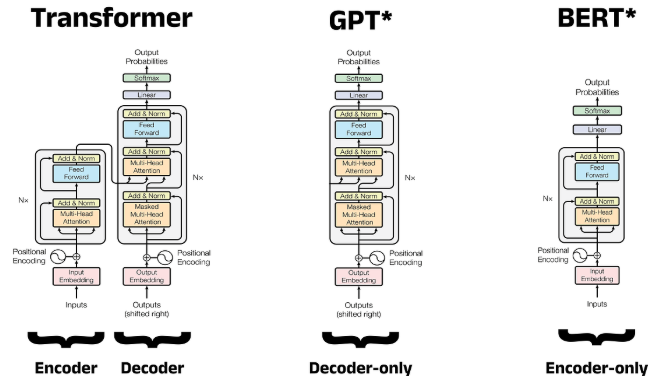 Transformer
Output
Probabilities
Softmax
Linear
Add & Norm
Feed
Forward
Add & Norm
Multi-Head
Attention
Add & Norm
Masked
Multi-Head
Attention
Nx
Add & Norm
Feed
Forward
Add & Norm
Multi-Head
Attention
Nx
Positional
Encoding
Input
Embedding
Inputs
Positional
Encoding
Output
Embedding
Outputs
(shifted right)
Encoder
Decoder
GPT*
Output
Probabilities
Softmax
Linear
Add & Norm
Feed
Forward
Add & Norm
Multi-Head
Attention
Add & Norm
Masked
Multi-Head
Attention
Nx
Positional
Encoding
Output
Embedding
Outputs
(shifted right)
Decoder-only
BERT*
Output
Probabilities
Softmax
Linear
Add & Norm
Feed
Forward
Nx
Add & Norm
Multi-Head
Attention
Positional
Encoding
Input
Embedding
Inputs
Encoder-only